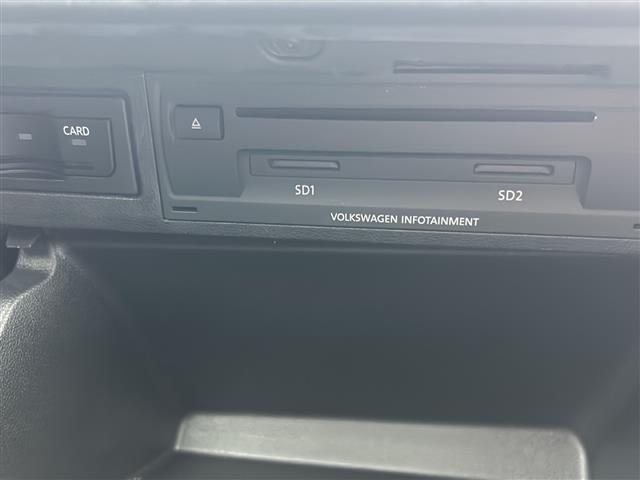 CARD
SD1
SD2
VOLKSWAGEN INFOTAINMENT